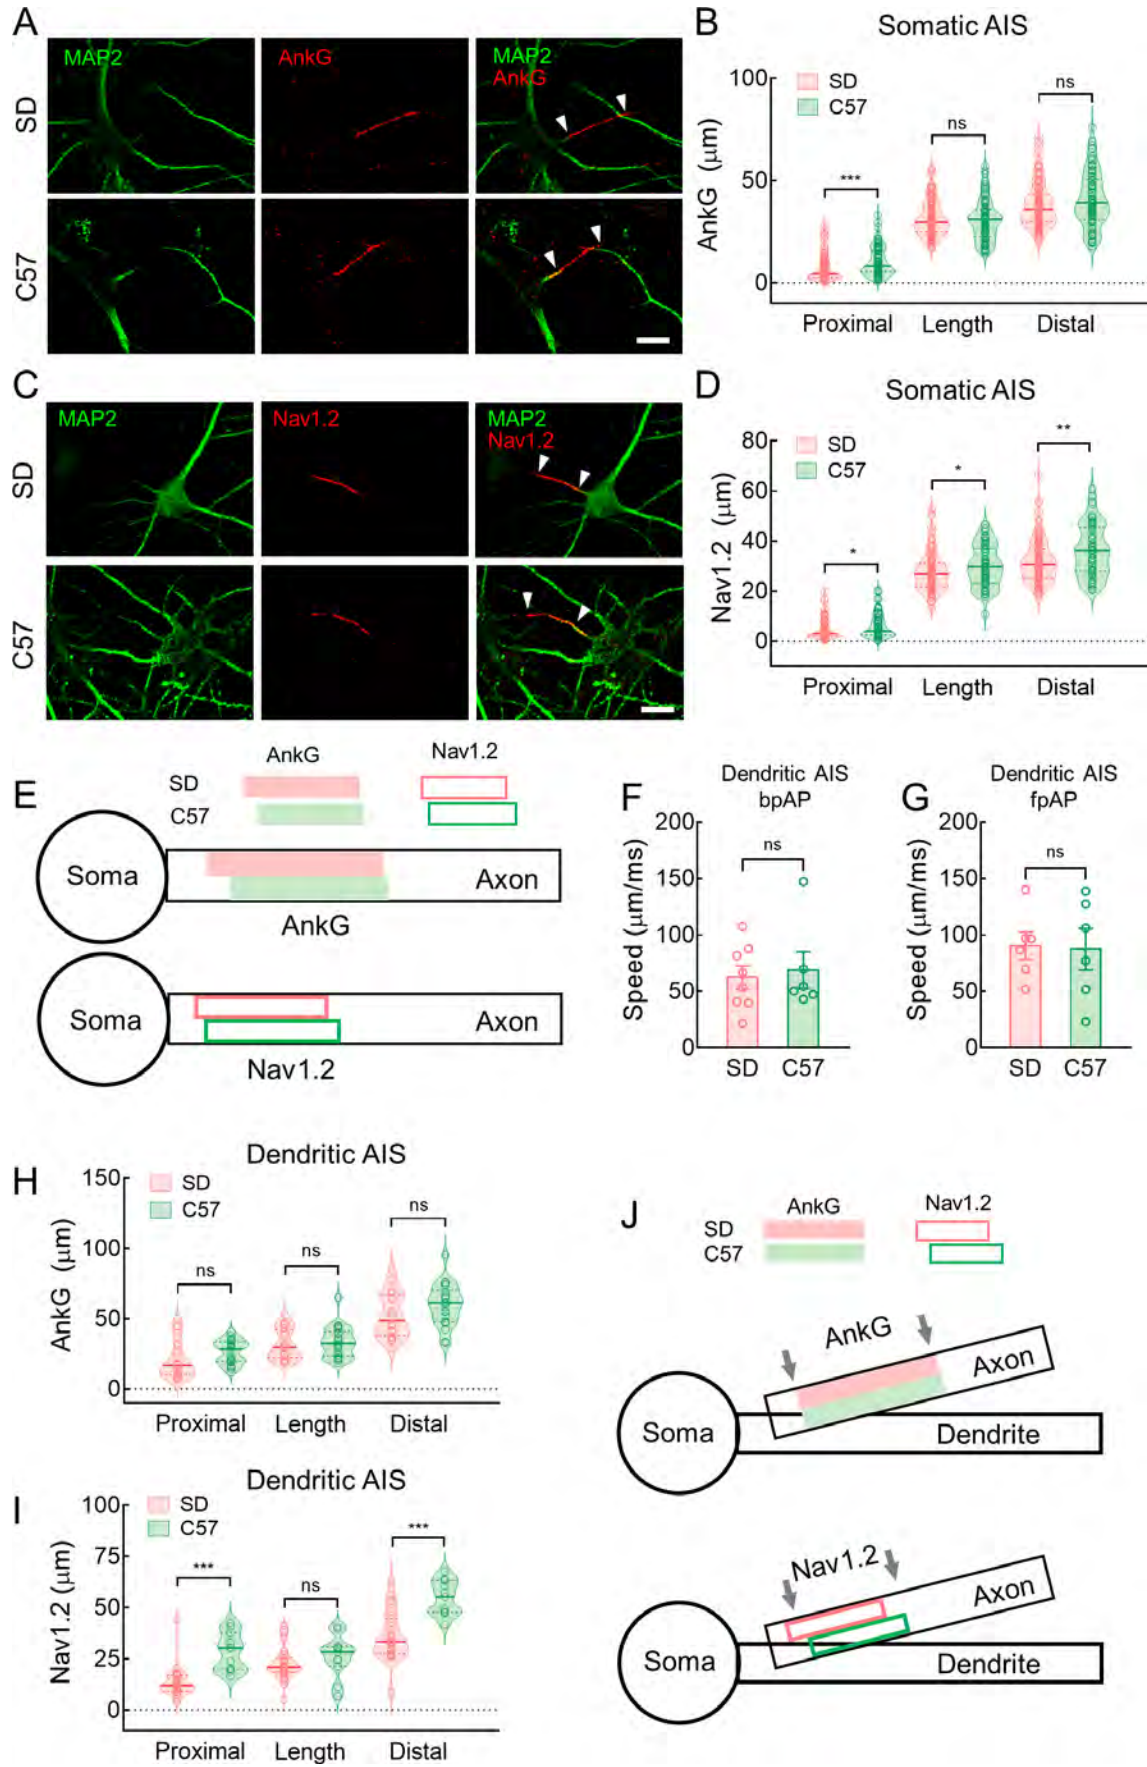 A
MAP2
AnkG
MAP2
AnkG
SD
C57
B
Somatic AIS
SD
C57
AnkG (μm)
100
50
0
***
ns
ns
Proximal
Length
Distal
C
MAP2
Nav1.2
MAP2
Nav1.2
SD
C57
D
Somatic AIS
SD
C57
Nav1.2 (μm)
80
60
40
20
0
*
*
**
Proximal
Length
Distal
E
AnkG
Nav1.2
SD
C57
Soma
Axon
AnkG
Soma
Axon
Nav1.2
F
Dendritic AIS
bpAP
Speed (μm/ms)
200
150
100
50
0
ns
SD
C57
G
Dendritic AIS
fpAP
Speed (μm/ms)
200
150
100
50
0
ns
SD
C57
H
Dendritic AIS
SD
C57
AnkG (μm)
150
100
50
0
ns
ns
ns
Proximal
Length
Distal
I
Dendritic AIS
SD
C57
Nav1.2 (μm)
100
75
50
25
0
***
ns
***
Proximal
Length
Distal
J
AnkG
Nav1.2
SD
C57
AnkG
Axon
Soma
Dendrite
Nav1.2
Axon
Soma
Dendrite